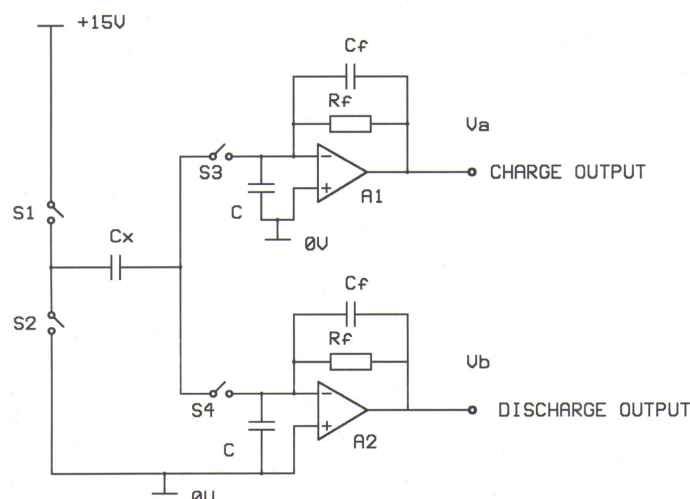 +15V
Cf
Rf
Va
S3
A1
CHARGE OUTPUT
C
0V
S1
Cx
S2
Cf
Rf
Vb
S4
A2
DISCHARGE OUTPUT
C
0V